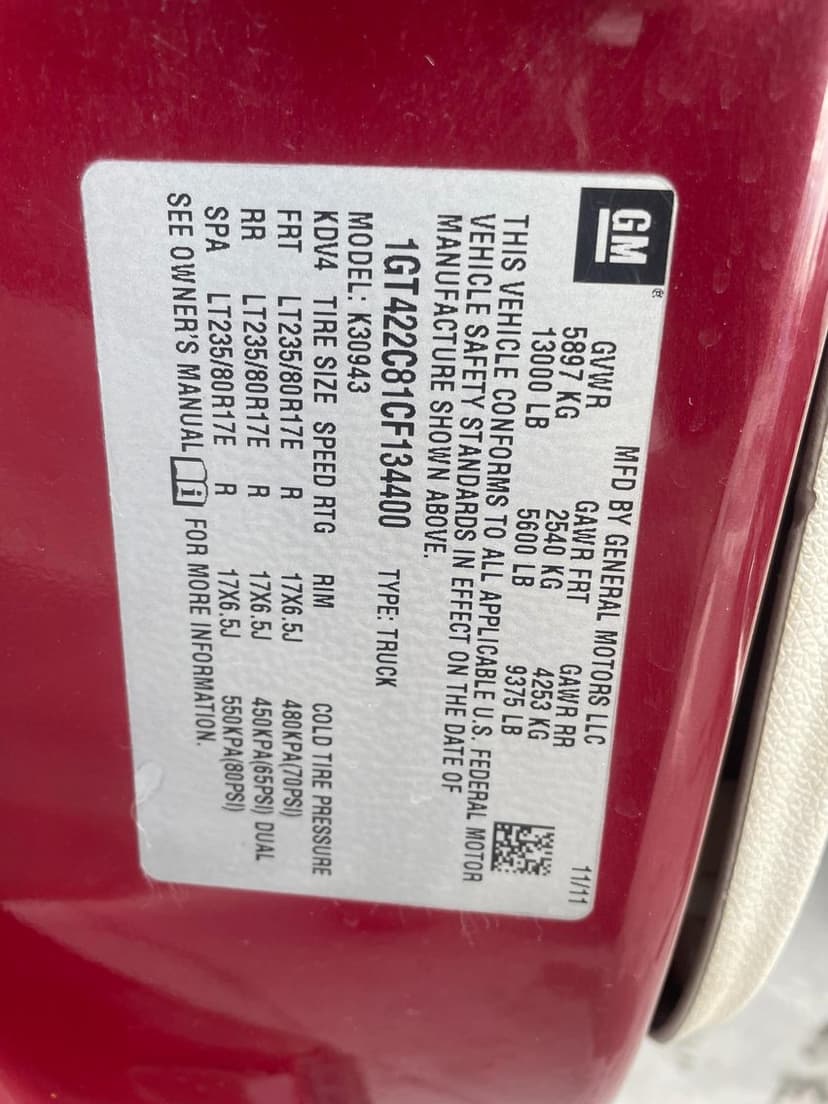 GM®
MFD BY GENERAL MOTORS LLC 11/11
GVWR GAWR FRT GAWR RR
5897 KG 2540 KG 4253 KG
13000 LB 5600 LB 9375 LB
THIS VEHICLE CONFORMS TO ALL APPLICABLE U.S. FEDERAL MOTOR
VEHICLE SAFETY STANDARDS IN EFFECT ON THE DATE OF
MANUFACTURE SHOWN ABOVE.
1GT422C81CF134400 TYPE: TRUCK
MODEL: K30943
KDV4 TIRE SIZE SPEED RTG RIM COLD TIRE PRESSURE
FRT LT235/80R17E R 17X6.5J 480KPA(70PSI)
RR LT235/80R17E R 17X6.5J 450KPA(65PSI) DUAL
SPA LT235/80R17E R 17X6.5J 550KPA(80PSI)
SEE OWNER'S MANUAL i FOR MORE INFORMATION.